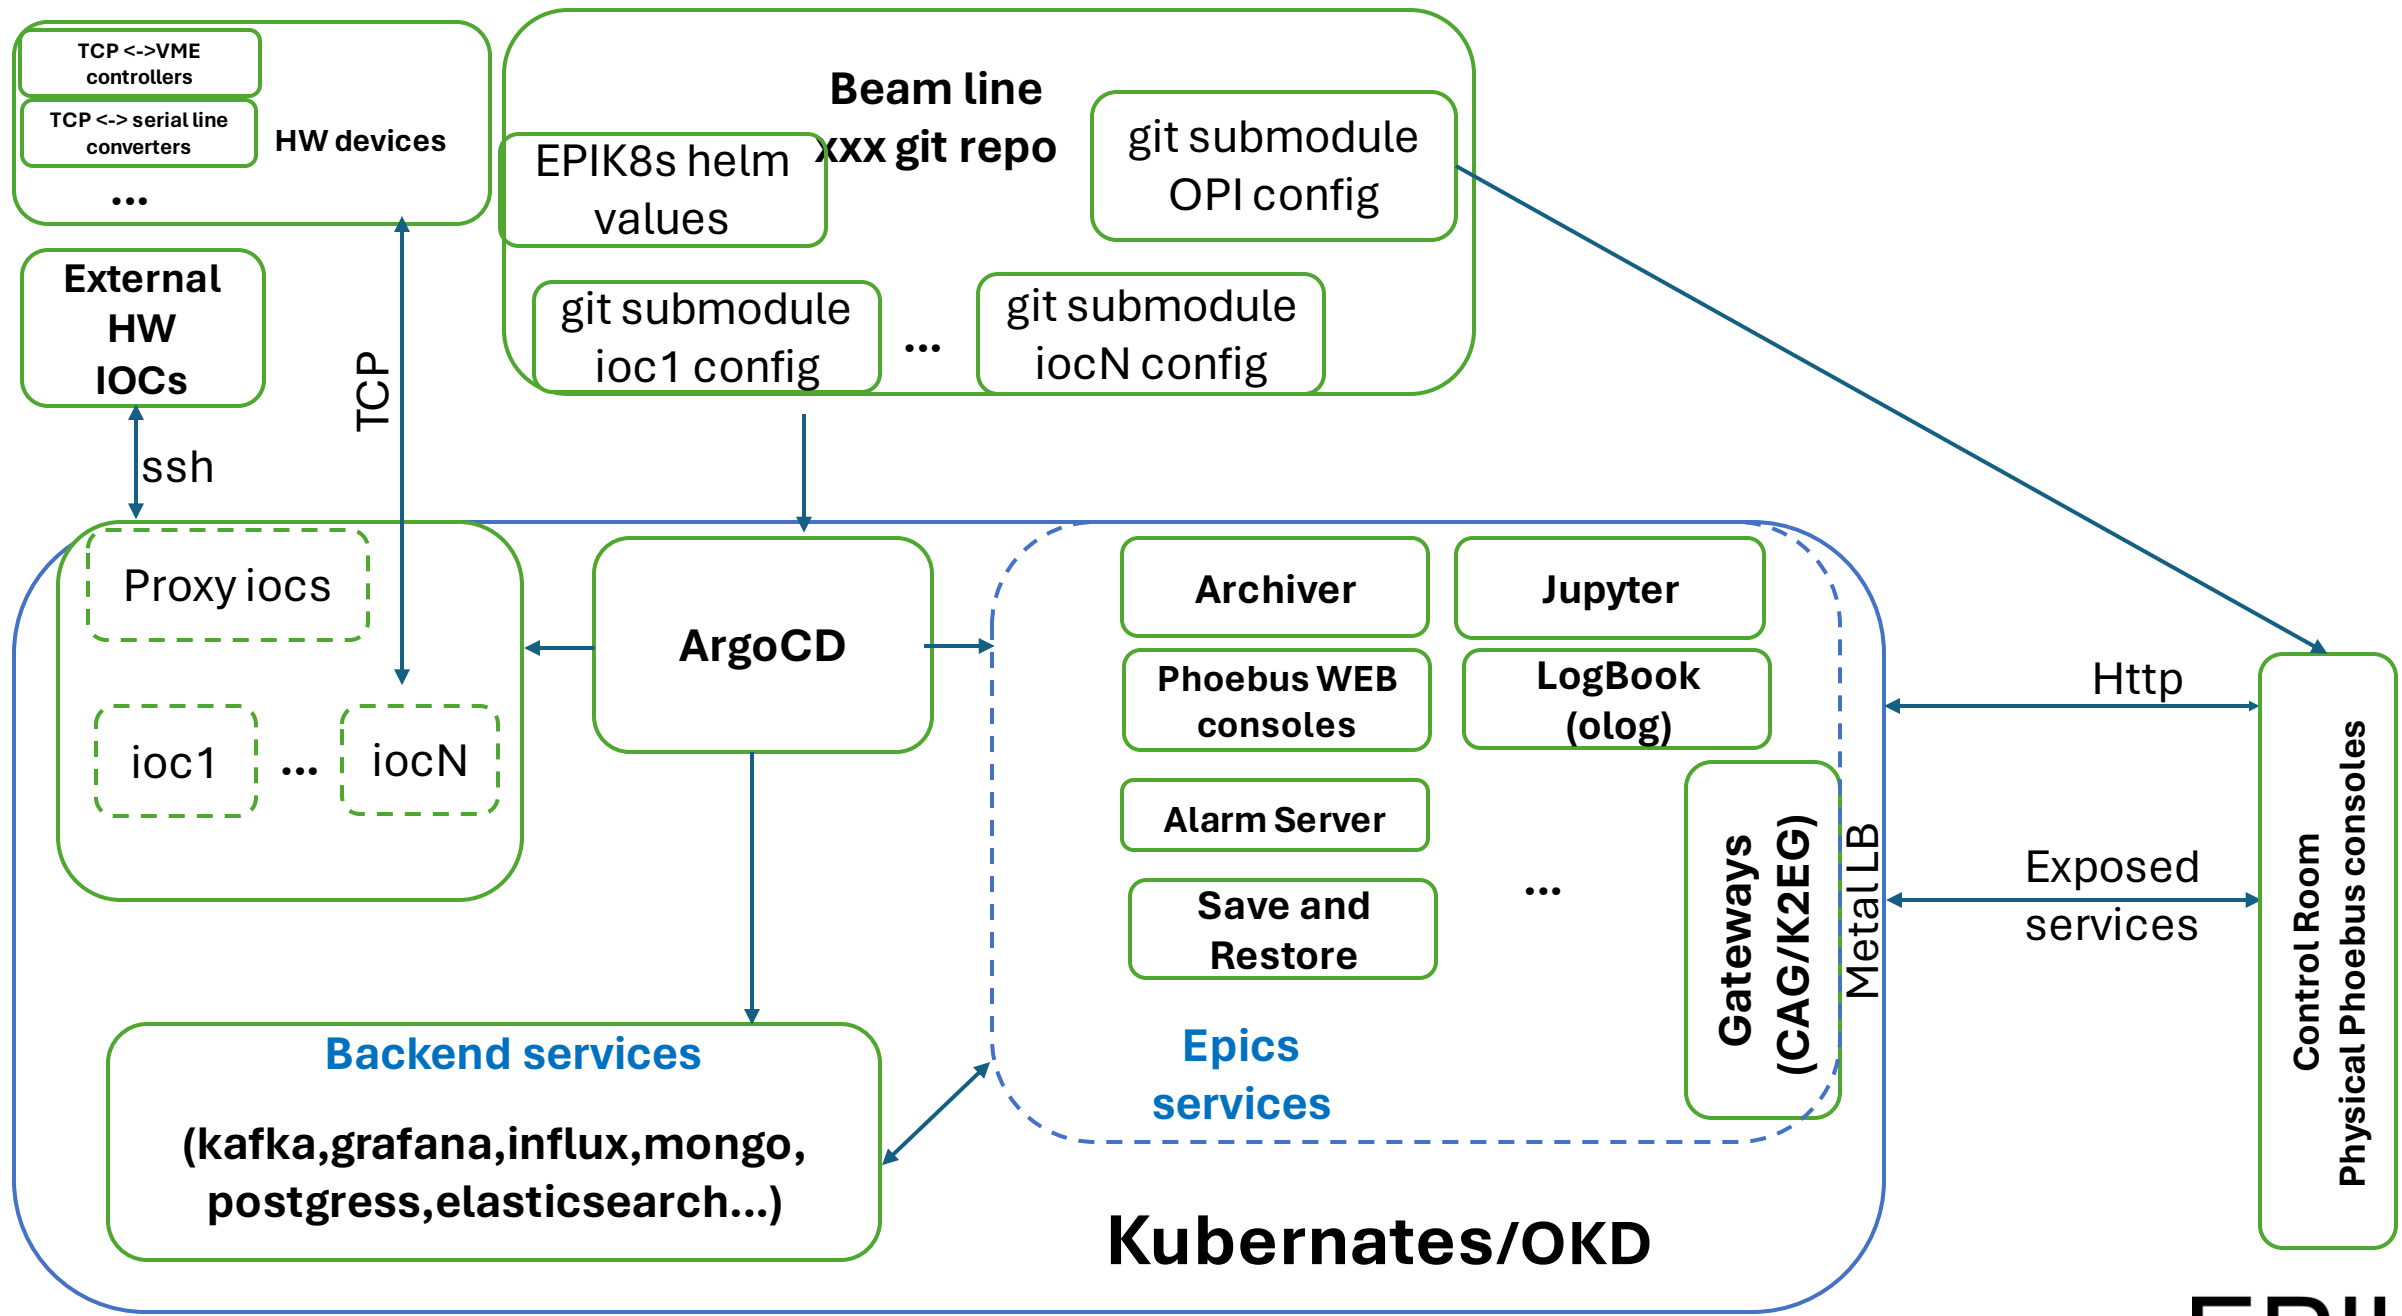 TCP <->VME
controllers
TCP <-> serial line
converters
HW devices
...
External
HW
IOCs
ssh
TCP
Beam line
xxx git repo
EPIK8s helm
values
git submodule
OPI config
git submodule
ioc1 config
...
git submodule
iocN config
Proxy iocs
ioc1
...
iocN
ArgoCD
Archiver
Jupyter
Phoebus WEB
consoles
LogBook
(olog)
Alarm Server
Save and
Restore
...
Gateways
(CAG/K2EG)
Metal LB
Epics
services
Backend services
(kafka,grafana,influx,mongo,
postgress,elasticsearch...)
Kubernates/OKD
Http
Exposed
services
Control Room
Physical Phoebus consoles